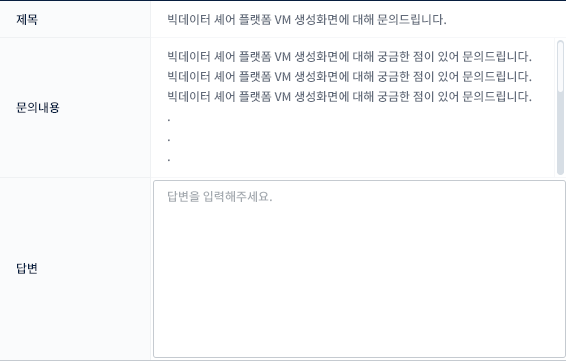 제목
빅데이터 셰어 플랫폼 VM 생성화면에 대해 문의드립니다.
문의내용
빅데이터 셰어 플랫폼 VM 생성화면에 대해 궁금한 점이 있어 문의드립니다.
빅데이터 셰어 플랫폼 VM 생성화면에 대해 궁금한 점이 있어 문의드립니다.
빅데이터 셰어 플랫폼 VM 생성화면에 대해 궁금한 점이 있어 문의드립니다.
.
.
.
답변
답변을 입력해주세요.